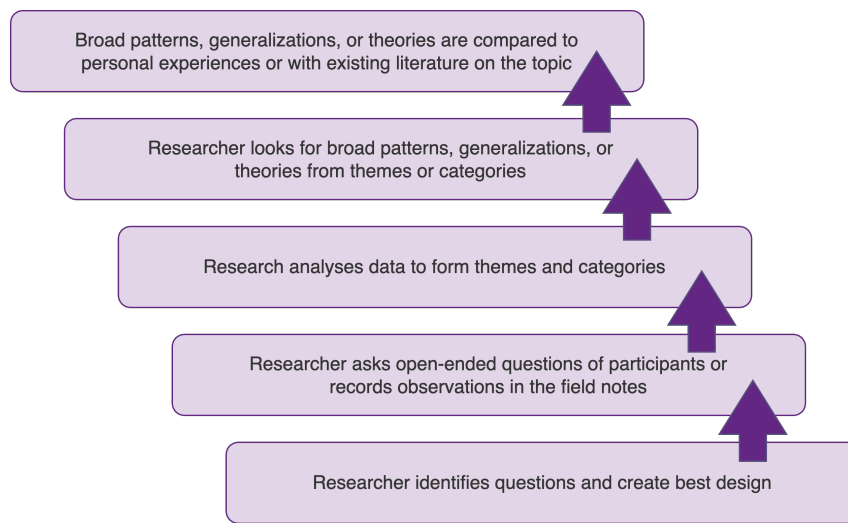 Broad patterns, generalizations, or theories are compared to
personal experiences or with existing literature on the topic
Researcher looks for broad patterns, generalizations, or
theories from themes or categories
Research analyses data to form themes and categories
Researcher asks open-ended questions of participants or
records observations in the field notes
Researcher identifies questions and create best design